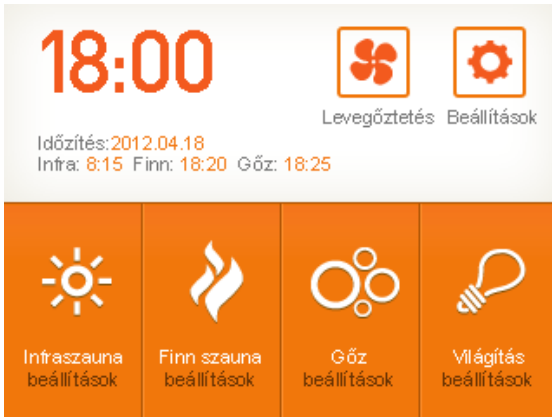 18:00
Levegőztetés Beállítások
Időzítés:2012.04.18
Infra: 8:15 Finn: 18:20 Gőz: 18:25
Infraszauna
beállítások
Finn szauna
beállítások
Gőz
beállítások
Világítás
beállítások